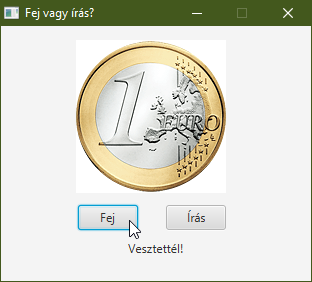 Fej vagy írás?
1 EURO
Fej Írás
Vesztettél!